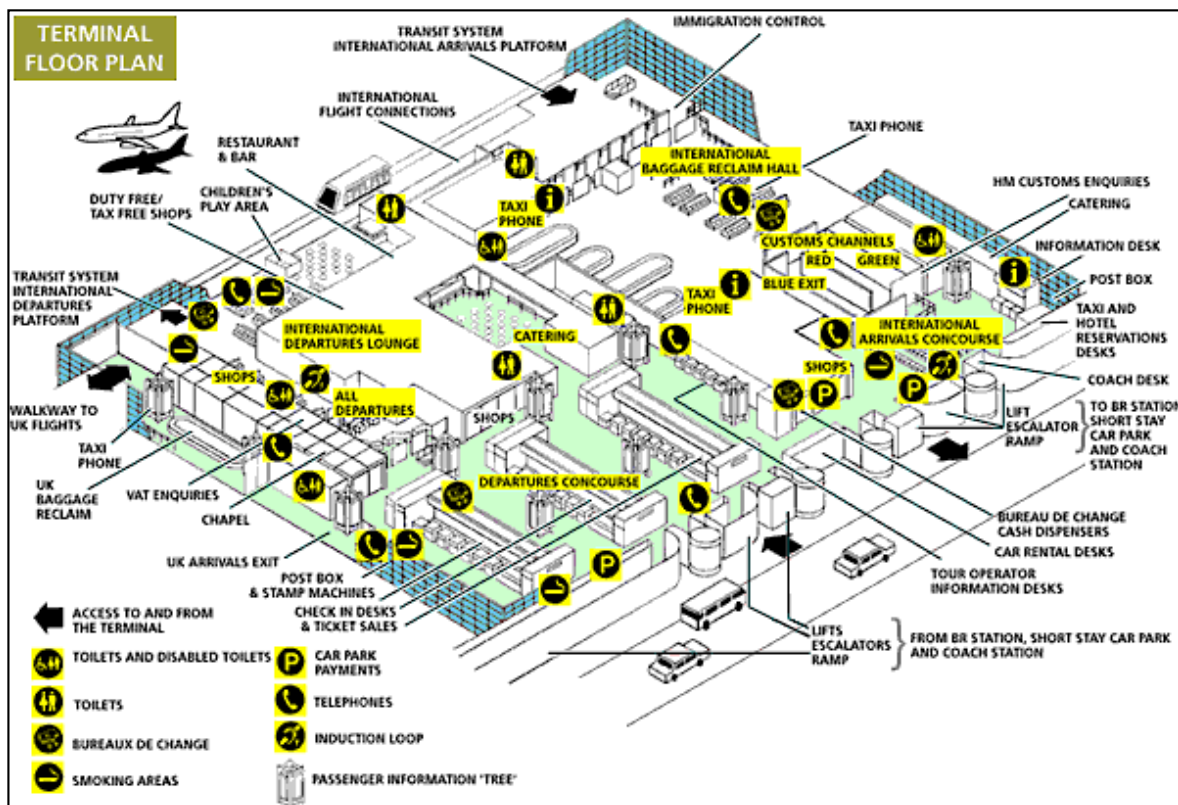 TERMINAL
FLOOR PLAN
TRANSIT SYSTEM
INTERNATIONAL ARRIVALS PLATFORM
IMMIGRATION CONTROL
INTERNATIONAL
FLIGHT CONNECTIONS
TAXI PHONE
RESTAURANT
& BAR
INTERNATIONAL
BAGGAGE RECLAIM HALL
HM CUSTOMS ENQUIRIES
DUTY FREE/
TAX FREE SHOPS
CHILDREN'S
PLAY AREA
TAXI
PHONE
i
CATERING
CUSTOMS CHANNELS
RED GREEN
INFORMATION DESK
i
BLUE EXIT
POST BOX
TRANSIT SYSTEM
INTERNATIONAL
DEPARTURES
PLATFORM
TAXI
PHONE
i
TAXI AND
HOTEL
RESERVATIONS
DESKS
INTERNATIONAL
DEPARTURES LOUNGE
CATERING
INTERNATIONAL
ARRIVALS CONCOURSE
SHOPS
P
P
COACH DESK
SHOPS
ALL
DEPARTURES
SHOPS
WALKWAY TO
UK FLIGHTS
LIFT
ESCALATOR
RAMP
TO BR STATION,
SHORT STAY
CAR PARK
AND COACH
STATION
TAXI
PHONE
UK
BAGGAGE
RECLAIM
VAT ENQUIRIES
CHAPEL
DEPARTURES CONCOURSE
BUREAU DE CHANGE
CASH DISPENSERS
CAR RENTAL DESKS
UK ARRIVALS EXIT
P
TOUR OPERATOR
INFORMATION DESKS
POST BOX
& STAMP MACHINES
CHECK IN DESKS
& TICKET SALES
LIFTS
ESCALATORS
RAMP
FROM BR STATION, SHORT STAY CAR PARK
AND COACH STATION
ACCESS TO AND FROM
THE TERMINAL
TOILETS AND DISABLED TOILETS
P
CAR PARK
PAYMENTS
TOILETS
TELEPHONES
BUREAUX DE CHANGE
INDUCTION LOOP
SMOKING AREAS
PASSENGER INFORMATION 'TREE'